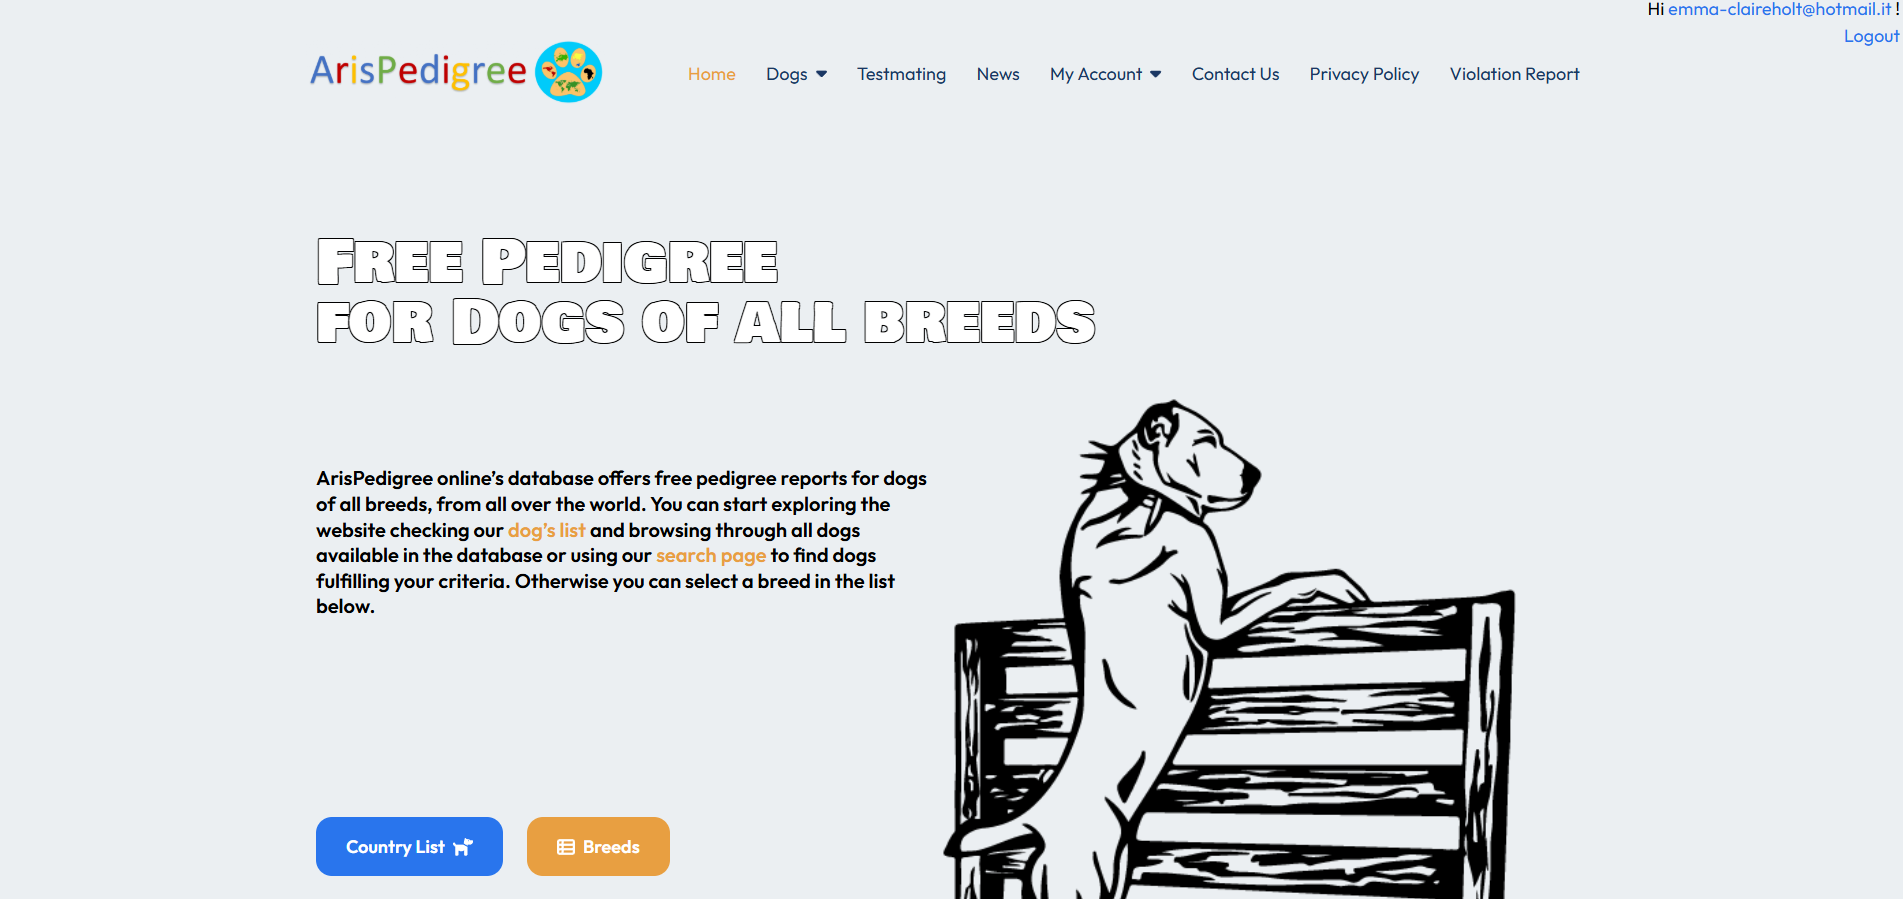 Hi emma-claireholt@hotmail.it !
Logout
ArisPedigree
Home Dogs Testmating News My Account Contact Us Privacy Policy Violation Report
Free Pedigree
for Dogs of all breeds
ArisPedigree online’s database offers free pedigree reports for dogs
of all breeds, from all over the world. You can start exploring the
website checking our dog’s list and browsing through all dogs
available in the database or using our search page to find dogs
fulfilling your criteria. Otherwise you can select a breed in the list
below.
Country List
Breeds